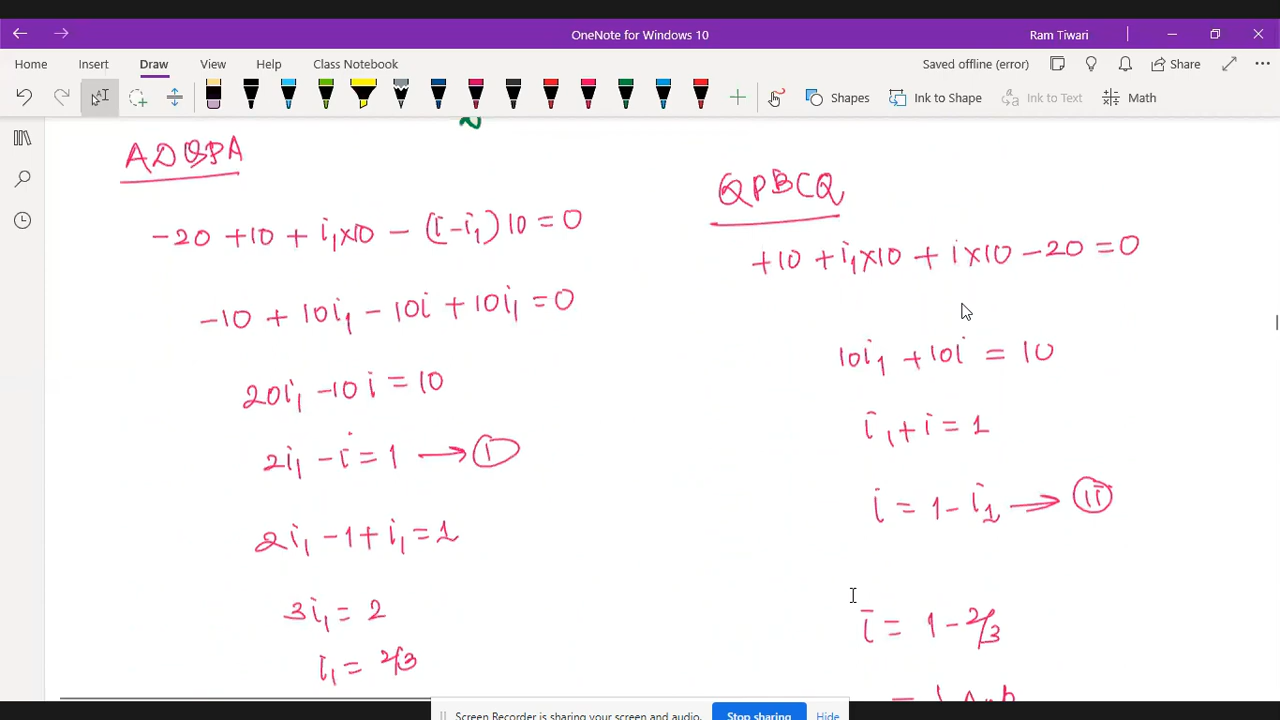 OneNote for Windows 10
Ram Tiwari
Home Insert Draw View Help Class Notebook
Saved offline (error)
Share
Shapes
Ink to Shape
Ink to Text
Math
ADQPA
-20 +10 + i₁×10 - (i-i₁)10 = 0
-10 + 10i₁ - 10i + 10i₁ = 0
20i₁ -10i = 10
2i₁ - i = 1 → I
2i₁ - 1 + i₁ = 1
3i₁ = 2
i₁ = 2/3
QPBCQ
+10 + i₁×10 + i×10 -20 = 0
10i₁ + 10i = 10
i₁ + i = 1
i = 1 - i₁ → II
i = 1 - 2/3
Screen Recorder is sharing your screen and audio.
Stop sharing
Hide